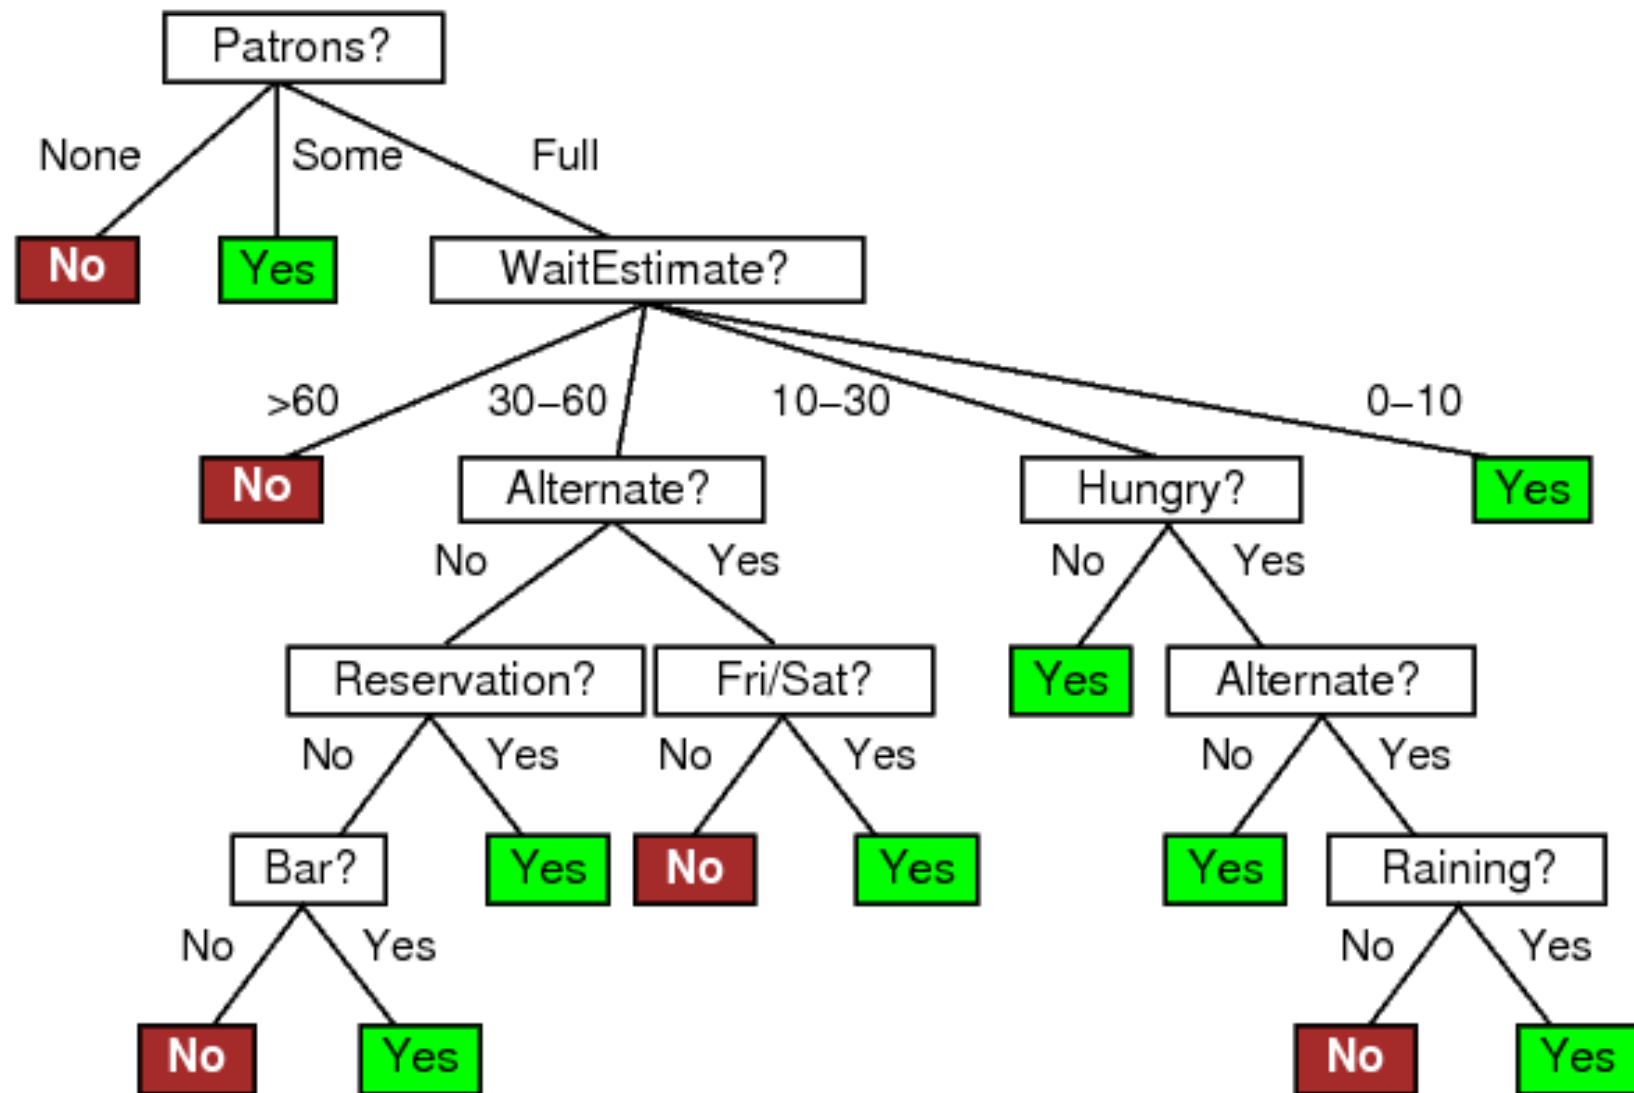 Patrons?
None Some Full
No Yes WaitEstimate?
>60 30–60 10–30 0–10
No Alternate? Hungry? Yes
No Yes No Yes
Reservation? Fri/Sat? Yes Alternate?
No Yes No Yes No Yes
Bar? Yes No Yes Yes Raining?
No Yes No Yes
No Yes No Yes